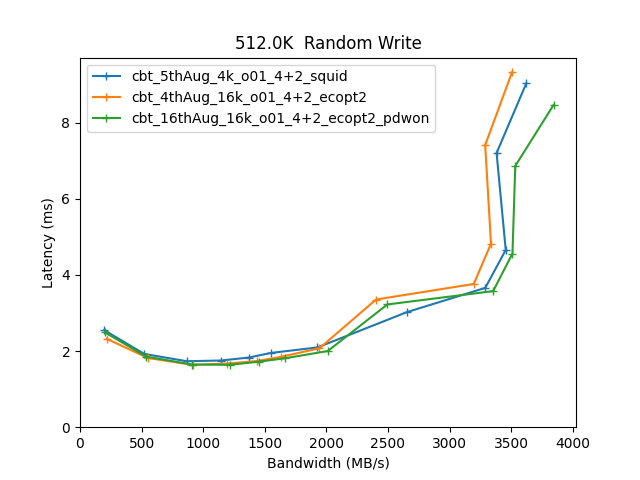 512.0K  Random Write
cbt_5thAug_4k_o01_4+2_squid
cbt_4thAug_16k_o01_4+2_ecopt2
cbt_16thAug_16k_o01_4+2_ecopt2_pdwon
Latency (ms)
8
6
4
2
0
0 500 1000 1500 2000 2500 3000 3500 4000
Bandwidth (MB/s)